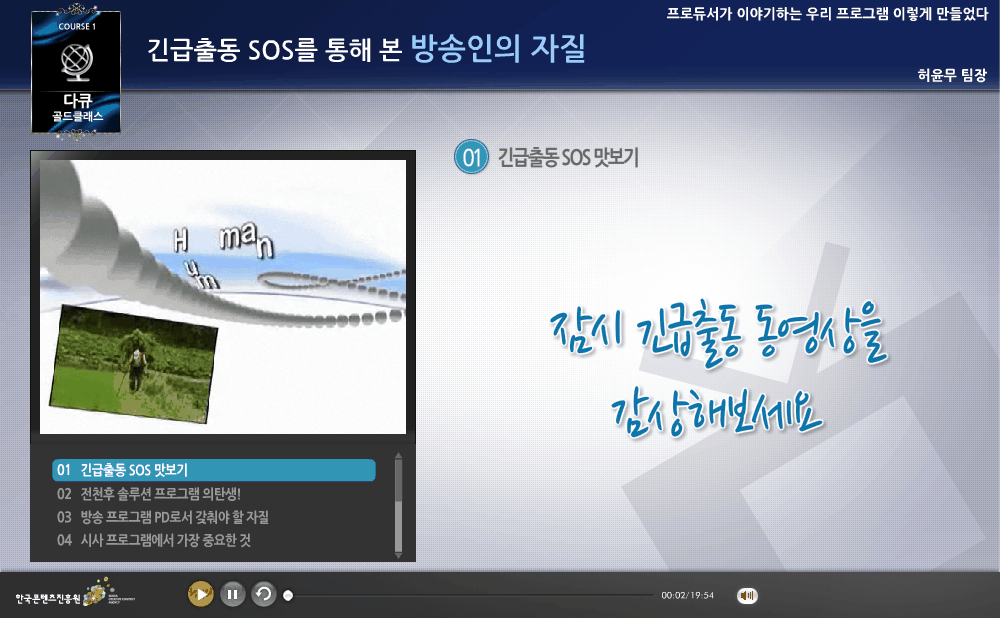 프로듀서가 이야기하는 우리 프로그램 이렇게 만들었다
COURSE 1
긴급출동 SOS를 통해 본 방송인의 자질
허윤무 팀장
다큐
골드클래스
01 긴급출동 SOS 맛보기
H man
um
잠시 긴급출동 동영상을
감상해보세요
01 긴급출동 SOS 맛보기
02 전천후 솔루션 프로그램 의탄생!
03 방송 프로그램 PD로서 갖춰야 할 자질
04 시사 프로그램에서 가장 중요한 것
한국콘텐츠진흥원
00:02/19:54